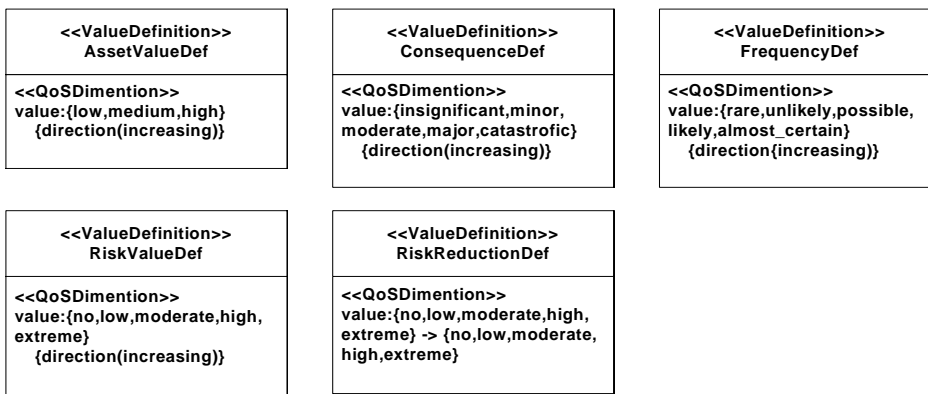 <<ValueDefinition>>
AssetValueDef
<<QoSDimention>>
value:{low,medium,high}
{direction(increasing)}
<<ValueDefinition>>
ConsequenceDef
<<QoSDimention>>
value:{insignificant,minor,
moderate,major,catastrofic}
{direction(increasing)}
<<ValueDefinition>>
FrequencyDef
<<QoSDimention>>
value:{rare,unlikely,possible,
likely,almost_certain}
{direction{increasing)}
<<ValueDefinition>>
RiskValueDef
<<QoSDimention>>
value:{no,low,moderate,high,
extreme}
{direction(increasing)}
<<ValueDefinition>>
RiskReductionDef
<<QoSDimention>>
value:{no,low,moderate,high,
extreme} -> {no,low,moderate,
high,extreme}